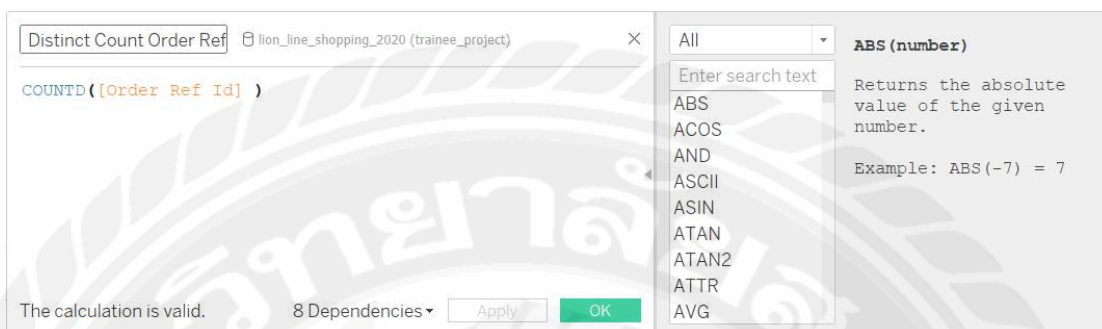 Distinct Count Order Ref lion_line_shopping_2020 (trainee_project)
COUNTD([Order Ref Id] )
The calculation is valid. 8 Dependencies Apply OK
All
Enter search text
ABS
ACOS
AND
ASCII
ASIN
ATAN
ATAN2
ATTR
AVG
ABS(number)
Returns the absolute
value of the given
number.
Example: ABS(-7) = 7